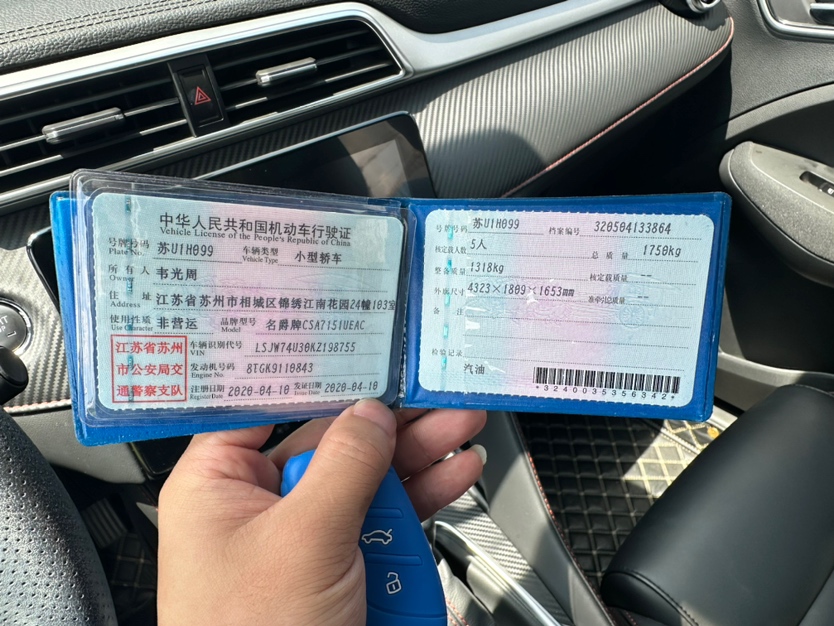 中华人民共和国机动车行驶证
Vehicle License of the People's Republic of China
号牌号码 苏U1H099 车辆类型 小型轿车
Plate No. Vehicle Type
所有人 韦光周
Owner
住址 江苏省苏州市相城区锦绣江南花园24幢103室
Address
使用性质 非营运 品牌型号 名爵牌CSA7151UEAC
Use Character Model
江苏省苏州
市公安局交
通警察支队
车辆识别代号 LSJW74U30KZ198755
VIN
发动机号码 8TGK9110843
Engine No.
注册日期 2020-04-10 发证日期 2020-04-10
Register Date Issue Date
号牌号码 苏U1H099 档案编号 320504133864
核定载人数 5人 总质量 1750kg
整备质量 1318kg 核定载质量 --
外廓尺寸 4323×1809×1653mm 准牵引总质量 --
备注
检验记录
汽油
*3240035356342*